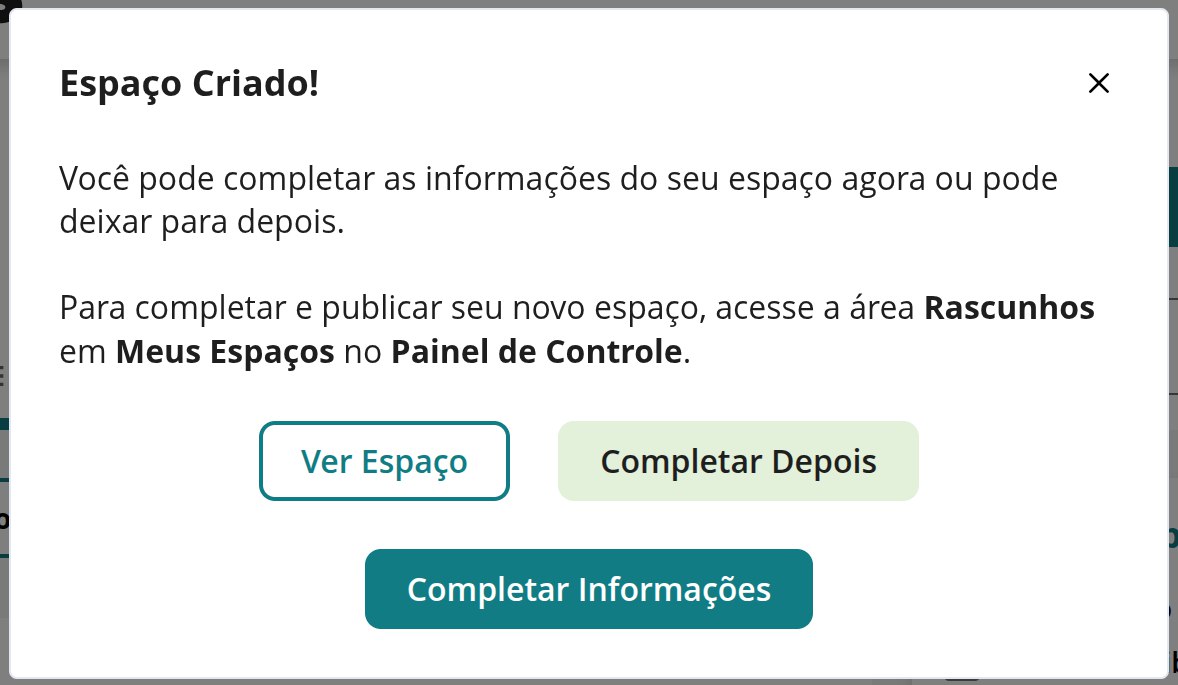 Espaço Criado!
Você pode completar as informações do seu espaço agora ou pode
deixar para depois.
Para completar e publicar seu novo espaço, acesse a área Rascunhos
em Meus Espaços no Painel de Controle.
Ver Espaço
Completar Depois
Completar Informações